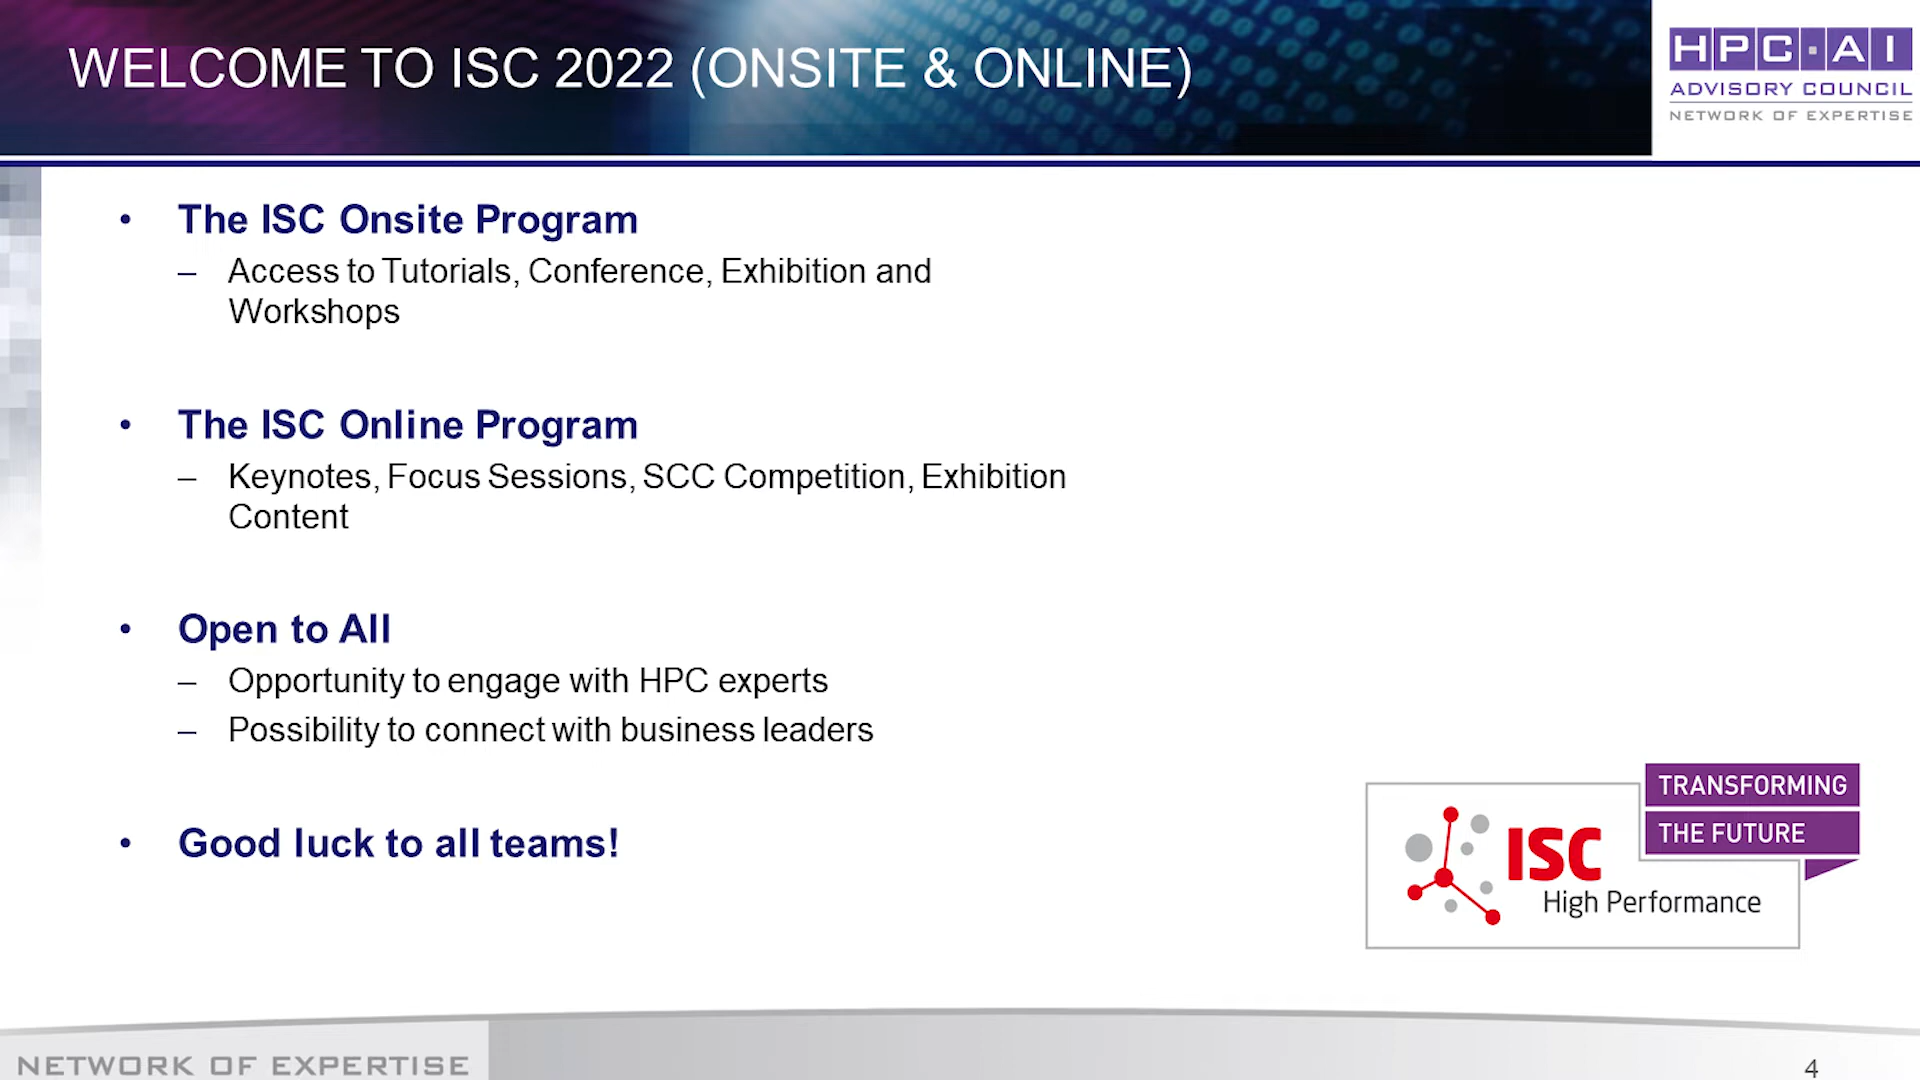 WELCOME TO ISC 2022 (ONSITE & ONLINE)
HPC·AI
ADVISORY COUNCIL
NETWORK OF EXPERTISE
• The ISC Onsite Program
– Access to Tutorials, Conference, Exhibition and
Workshops
• The ISC Online Program
– Keynotes, Focus Sessions, SCC Competition, Exhibition
Content
• Open to All
– Opportunity to engage with HPC experts
– Possibility to connect with business leaders
• Good luck to all teams!
TRANSFORMING
THE FUTURE
ISC
High Performance
NETWORK OF EXPERTISE
4